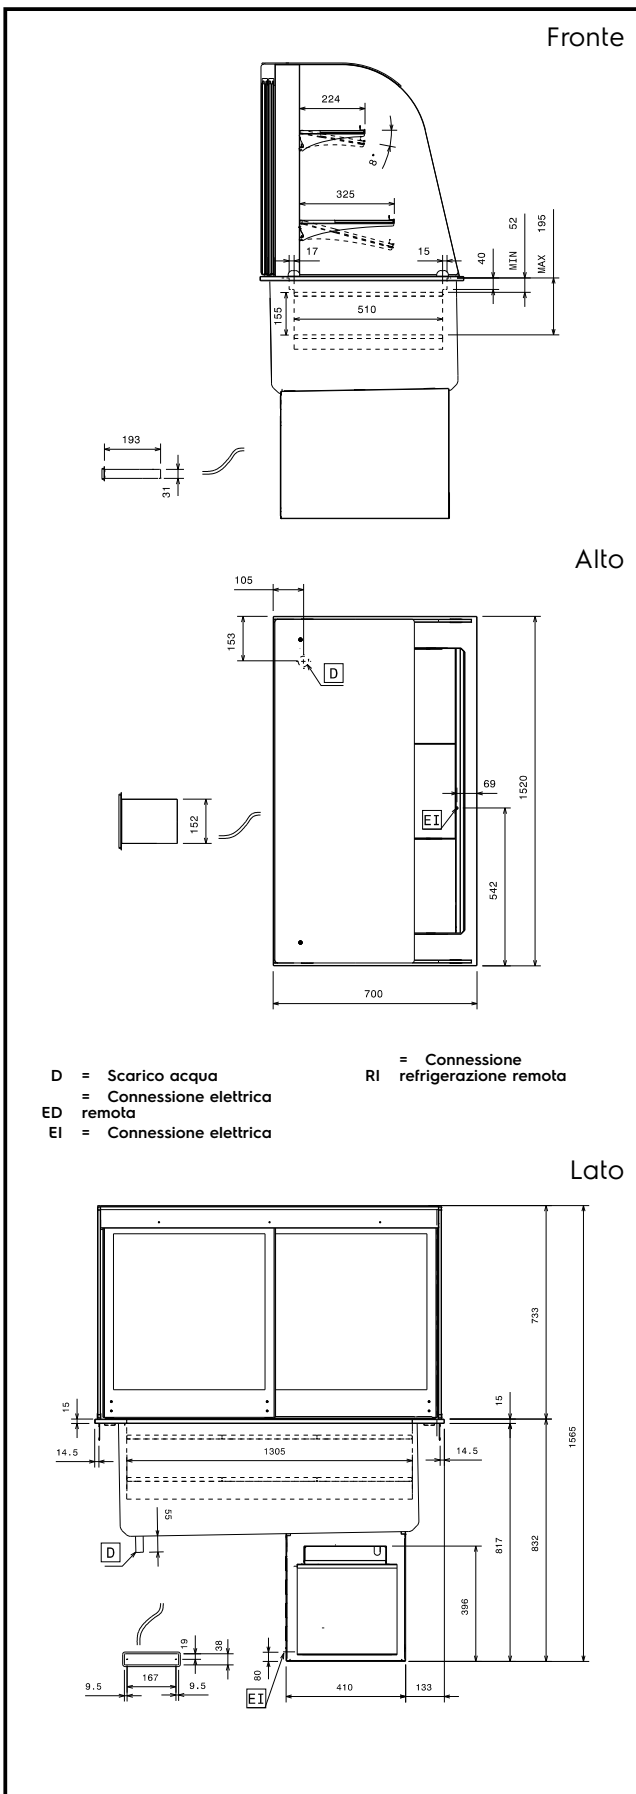 Fronte
224
8°
325
17
15
40
MIN 52
MAX 195
155
510
193
31
Alto
105
153
D
152
EI
69
1520
542
700
D = Scarico acqua
= Connessione elettrica
ED remota
EI = Connessione elettrica
= Connessione
RI refrigerazione remota
Lato
733
15
15
1565
14.5
1305
14.5
55
D
817
832
396
19
38
80
167
9.5
9.5
EI
410
133